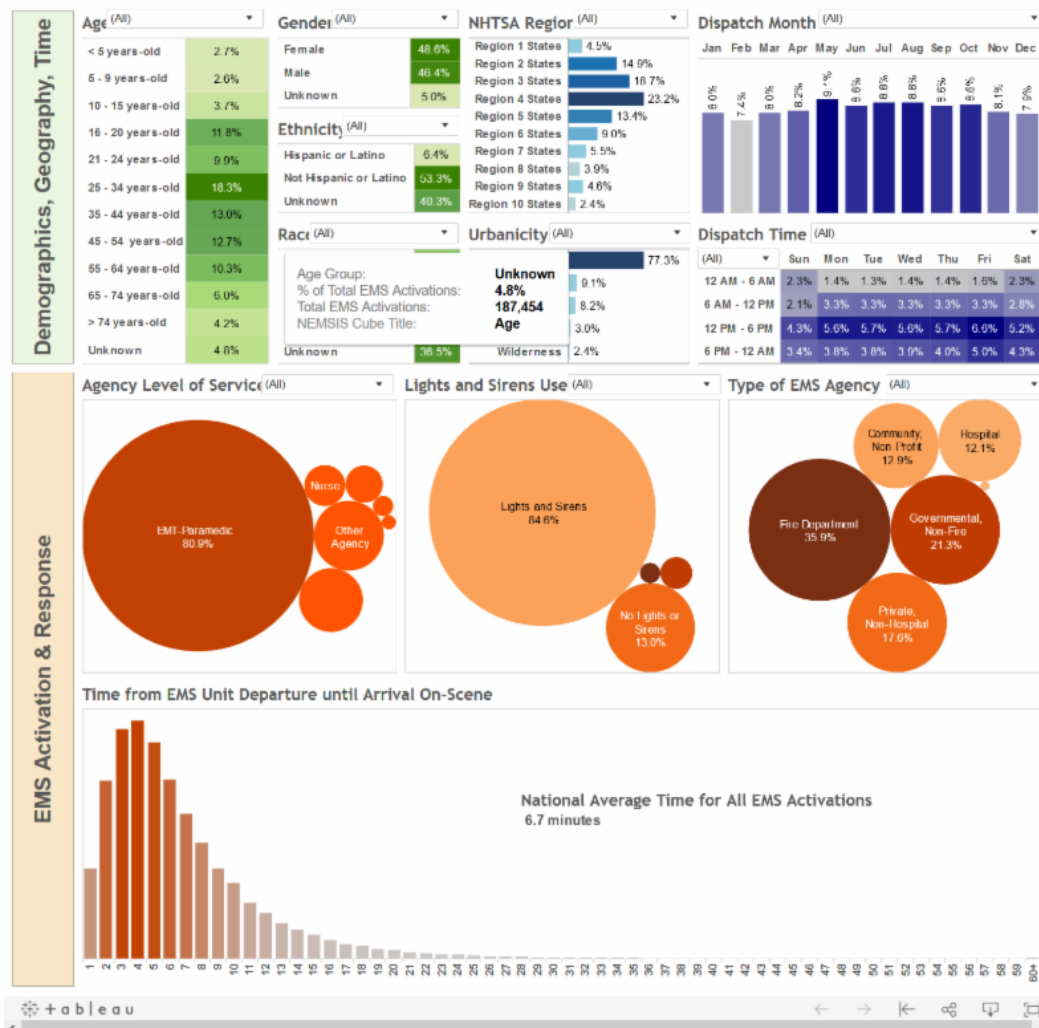 Demographics, Geography, Time
Age (All)
< 5 years-old 2.7%
5 - 9 years-old 2.6%
10 - 15 years-old 3.7%
16 - 20 years-old 11.8%
21 - 24 years-old 9.9%
25 - 34 years-old 18.3%
35 - 44 years-old 13.0%
45 - 54 years-old 12.7%
55 - 64 years-old 10.3%
65 - 74 years-old 6.0%
> 74 years-old 4.2%
Unknown 4.8%
Gender (All)
Female 48.6%
Male 46.4%
Unknown 5.0%
Ethnicity (All)
Hispanic or Latino 6.4%
Not Hispanic or Latino 53.3%
Unknown 40.3%
Race (All)
Unknown 36.5%
Age Group: Unknown
% of Total EMS Activations: 4.8%
Total EMS Activations: 187,454
NEMSIS Cube Title: Age
NHTSA Region (All)
Region 1 States 4.5%
Region 2 States 14.9%
Region 3 States 18.7%
Region 4 States 23.2%
Region 5 States 13.4%
Region 6 States 9.0%
Region 7 States 5.5%
Region 8 States 3.9%
Region 9 States 4.6%
Region 10 States 2.4%
Urbanicity (All)
77.3%
9.1%
8.2%
3.0%
Wilderness 2.4%
Dispatch Month (All)
Jan Feb Mar Apr May Jun Jul Aug Sep Oct Nov Dec
8.0% 7.4% 8.0% 8.2% 9.1% 8.6% 8.8% 8.8% 8.6% 8.6% 8.1% 7.9%
Dispatch Time (All)
(All) Sun Mon Tue Wed Thu Fri Sat
12 AM - 6 AM 2.3% 1.4% 1.3% 1.4% 1.4% 1.6% 2.3%
6 AM - 12 PM 2.1% 3.3% 3.3% 3.3% 3.3% 3.3% 2.8%
12 PM - 6 PM 4.3% 5.6% 5.7% 5.6% 5.7% 6.6% 5.2%
6 PM - 12 AM 3.4% 3.8% 3.8% 3.9% 4.0% 5.0% 4.3%
EMS Activation & Response
Agency Level of Service (All)
EMT-Paramedic
80.9%
Nurse
Other
Agency
Lights and Sirens Use (All)
Lights and Sirens
84.6%
No Lights or
Sirens
13.0%
Type of EMS Agency (All)
Community,
Non Profit
12.9%
Hospital
12.1%
Fire Department
35.9%
Governmental,
Non-Fire
21.3%
Private,
Non-Hospital
17.6%
Time from EMS Unit Departure until Arrival On-Scene
National Average Time for All EMS Activations
6.7 minutes
1 2 3 4 5 6 7 8 9 10 11 12 13 14 15 16 17 18 19 20 21 22 23 24 25 26 27 28 29 30 31 32 33 34 35 36 37 38 39 40 41 42 43 44 45 46 47 48 49 50 51 52 53 54 55 56 57 58 59 60+
+ a b l e a u